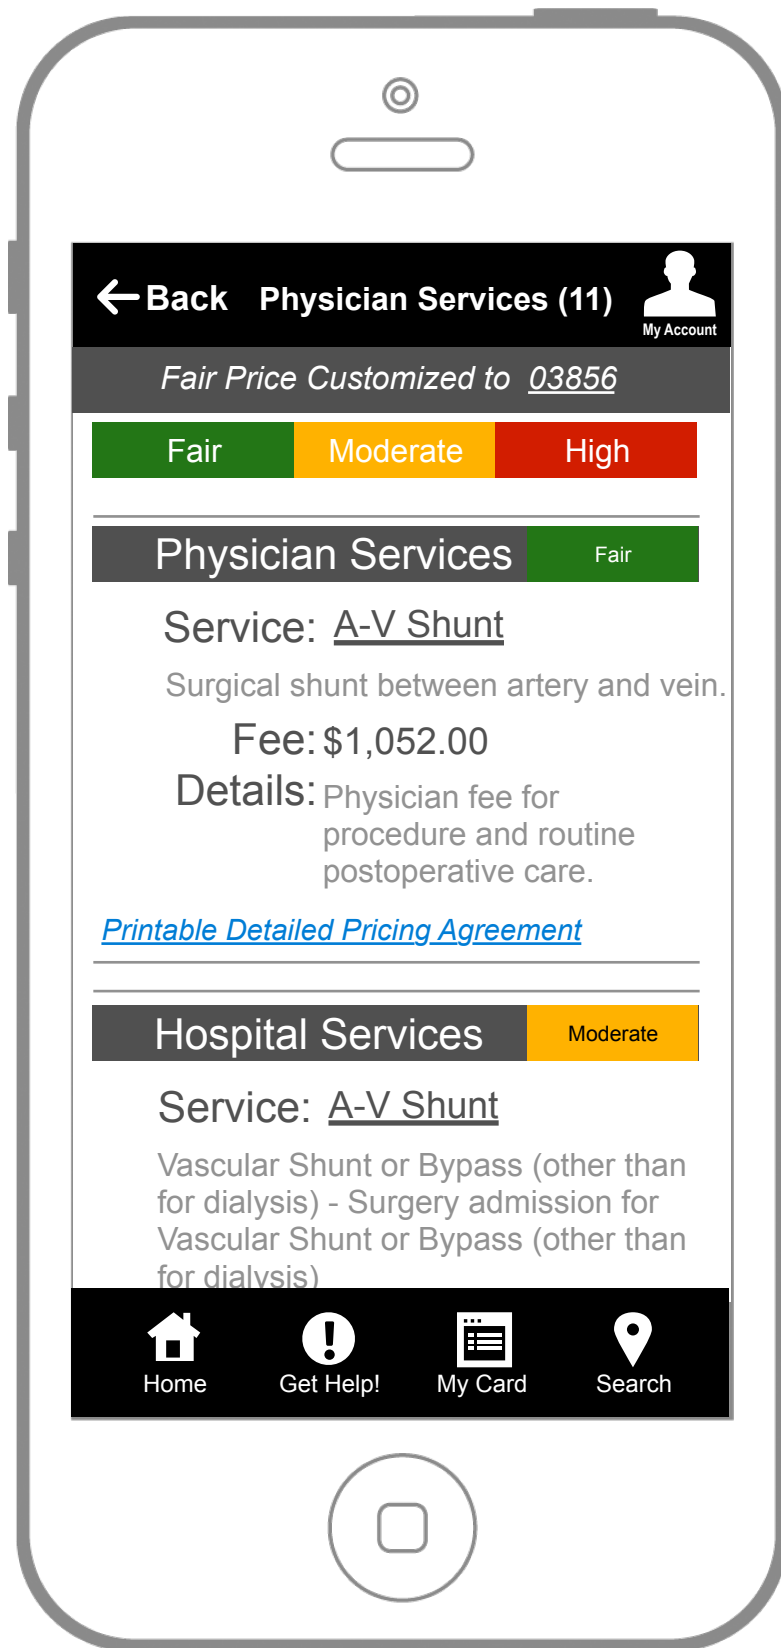 Back Physician Services (11)
My Account
Fair Price Customized to 03856
Fair Moderate High
Physician Services Fair
Service: A-V Shunt
Surgical shunt between artery and vein.
Fee: $1,052.00
Details: Physician fee for
procedure and routine
postoperative care.
Printable Detailed Pricing Agreement
Hospital Services Moderate
Service: A-V Shunt
Vascular Shunt or Bypass (other than
for dialysis) - Surgery admission for
Vascular Shunt or Bypass (other than
for dialysis)
Home Get Help! My Card Search